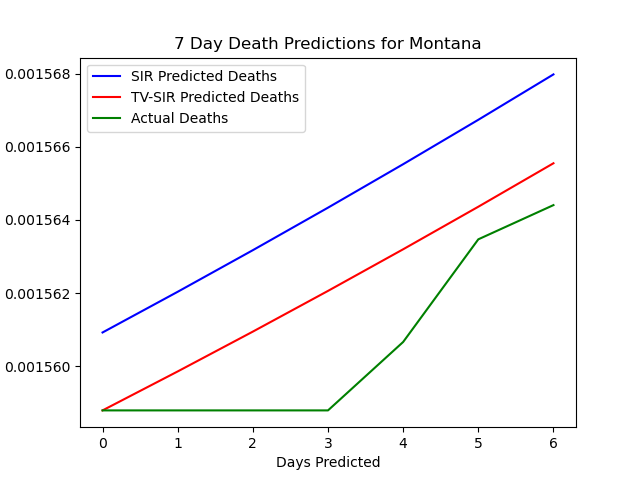 7 Day Death Predictions for Montana
SIR Predicted Deaths
TV-SIR Predicted Deaths
Actual Deaths
0.001568
0.001566
0.001564
0.001562
0.001560
0 1 2 3 4 5 6
Days Predicted